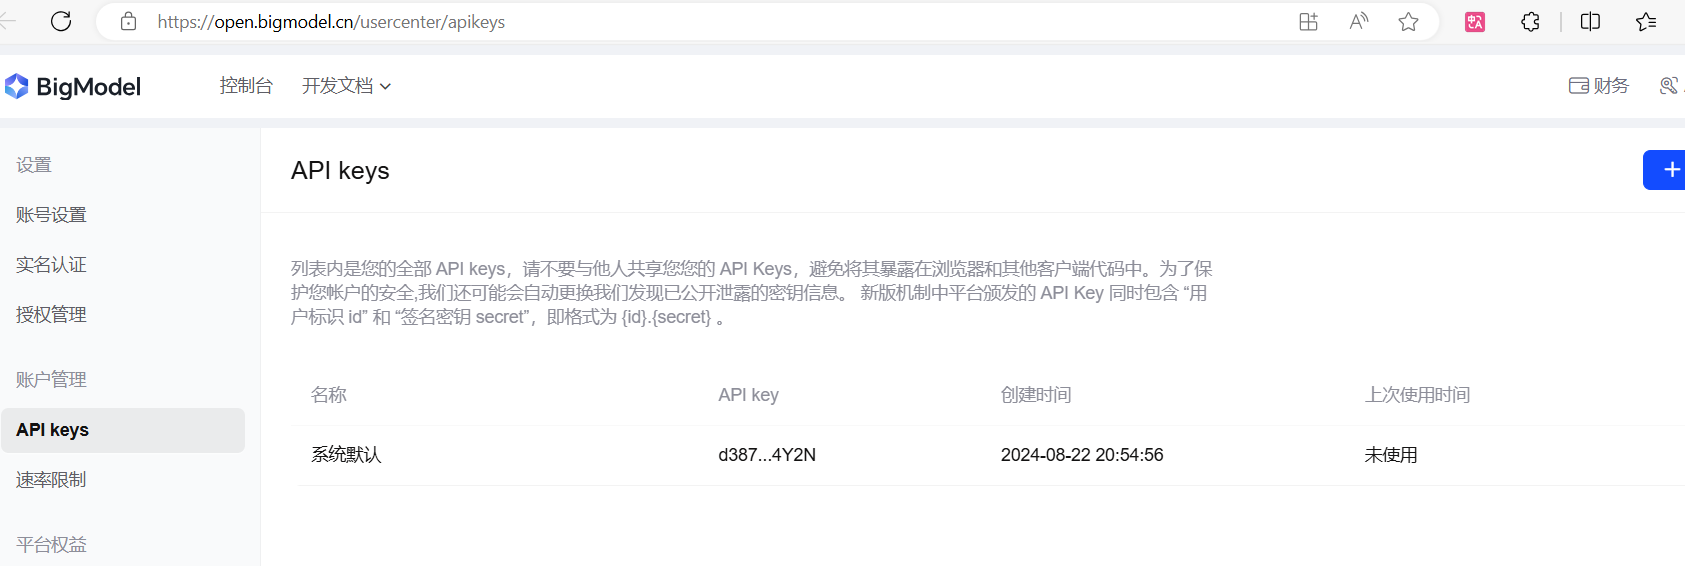 https://open.bigmodel.cn/usercenter/apikeys
BigModel
控制台
开发文档
财务
设置
账号设置
实名认证
授权管理
账户管理
API keys
速率限制
平台权益
API keys
列表内是您的全部 API keys，请不要与他人共享您您的 API Keys，避免将其暴露在浏览器和其他客户端代码中。为了保
护您帐户的安全,我们还可能会自动更换我们发现已公开泄露的密钥信息。 新版机制中平台颁发的 API Key 同时包含 “用
户标识 id” 和 “签名密钥 secret”，即格式为 {id}.{secret} 。
名称 API key 创建时间 上次使用时间
系统默认 d387...4Y2N 2024-08-22 20:54:56 未使用